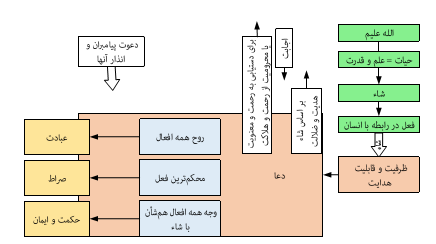 الله علیم
حیات = علم و قدرت
شاء
فعل در رابطه با انسان
ظرفیت و قابلیت
هدایت
اجابت
برای دستیابی به رحمت و معنویت
یا محرومیت از رحمت و هلاکت
هدایت و ضلالت
بر اساس شاء
دعوت پیامبران و
انذار آنها
دعا
روح همه افعال
محکم‌ترین فعل
وجه همه افعال هم‌شأن
با شاء
عبادت
صراط
حکمت و ایمان